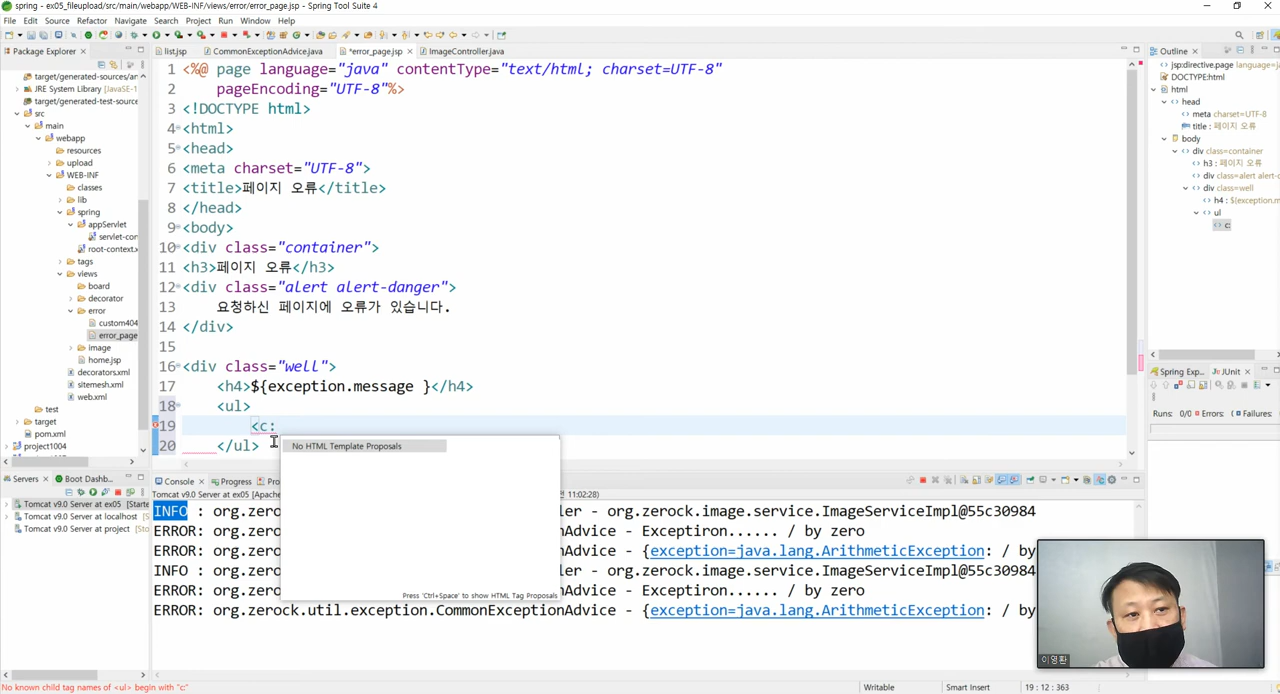 spring - ex05_fileupload/src/main/webapp/WEB-INF/views/error/error_page.jsp - Spring Tool Suite 4
File Edit Source Refactor Navigate Search Project Run Window Help
Package Explorer
list.jsp CommonExceptionAdvice.java *error_page.jsp ImageController.java
Outline
target/generated-sources/an
JRE System Library [JavaSE-1
target/generated-test-source
src
main
webapp
resources
upload
WEB-INF
classes
lib
spring
appServlet
servlet-con
root-context.x
tags
views
board
decorator
error
custom404
error_page
image
home.jsp
decorators.xml
sitemesh.xml
web.xml
test
target
pom.xml
project1004
1 <%@ page language="java" contentType="text/html; charset=UTF-8"
2 pageEncoding="UTF-8"%>
3 <!DOCTYPE html>
4 <html>
5 <head>
6 <meta charset="UTF-8">
7 <title>페이지 오류</title>
8 </head>
9 <body>
10 <div class="container">
11 <h3>페이지 오류</h3>
12 <div class="alert alert-danger">
13 요청하신 페이지에 오류가 있습니다.
14 </div>
15
16 <div class="well">
17 <h4>${exception.message }</h4>
18 <ul>
19 <c:
20 </ul>
No HTML Template Proposals
Press 'Ctrl+Space' to show HTML Tag Proposals
jsp:directive.page language=j
DOCTYPE:html
html
head
meta charset=UTF-8
title : 페이지 오류
body
div class=container
h3 : 페이지 오류
div class=alert alert-d
div class=well
h4 : ${exception.m
ul
c:
Spring Exp... JUnit
Runs: 0/0 Errors: Failures:
Servers Boot Dashb...
Tomcat v9.0 Server at ex05 [Starte
Tomcat v9.0 Server at localhost
Tomcat v9.0 Server at project [Sto
Console Progress Pro
Tomcat v9.0 Server at ex05 [Apac 11:02:28)
INFO : org.zero ler - org.zerock.image.service.ImageServiceImpl@55c30984
ERROR: org.zero nAdvice - Exceptiron...... / by zero
ERROR: org.zero nAdvice - {exception=java.lang.ArithmeticException: / by
INFO : org.zero ler - org.zerock.image.service.ImageServiceImpl@55c30984
ERROR: org.zero nAdvice - Exceptiron...... / by zero
ERROR: org.zerock.util.exception.CommonExceptionAdvice - {exception=java.lang.ArithmeticException: / by
이영환
No known child tag names of <ul> begin with "c:"
Writable Smart Insert 19 : 12 : 363